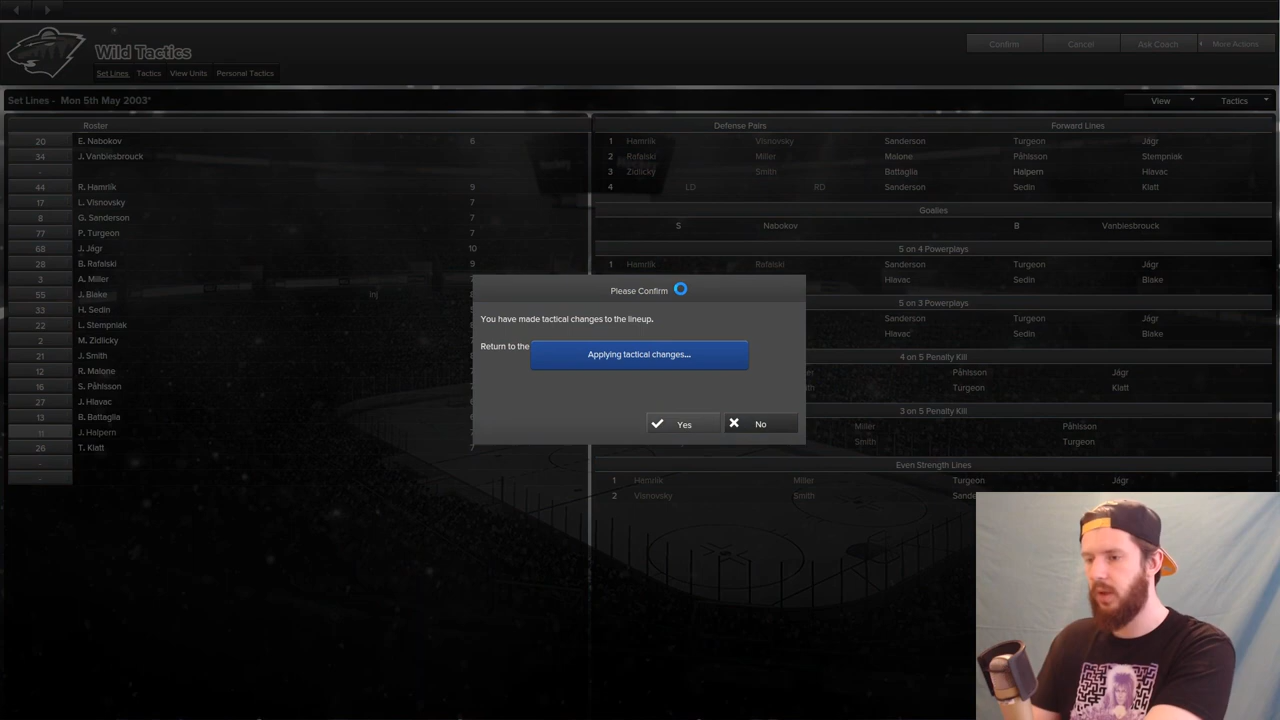 Wild Tactics
Confirm Cancel Ask Coach More Actions
Set Lines Tactics View Units Personal Tactics
Set Lines - Mon 5th May 2003* View Tactics
Roster
20 E. Nabokov 6
34 J. Vanbiesbrouck
-
44 R. Hamrlík 9
17 L. Visnovsky 7
8 G. Sanderson 7
77 P. Turgeon 7
68 J. Jágr 10
28 B. Rafalski 9
3 A. Miller
55 J. Blake inj
33 H. Sedin
22 L. Stempniak
2 M. Zidlicky
21 J. Smith
12 R. Malone
16 S. Påhlsson
27 J. Hlavac
13 B. Battaglia
11 J. Halpern
26 T. Klatt 7
-
-
Defense Pairs Forward Lines
1 Hamrlík Visnovsky Sanderson Turgeon Jágr
2 Rafalski Miller Malone Påhlsson Stempniak
3 Zidlicky Smith Battaglia Halpern Hlavac
4 LD RD Sanderson Sedin Klatt
Goalies
S Nabokov B Vanbiesbrouck
5 on 4 Powerplays
1 Hamrlík Rafalski Sanderson Turgeon Jágr
Hlavac Sedin Blake
5 on 3 Powerplays
Sanderson Turgeon Jágr
Hlavac Sedin Blake
4 on 5 Penalty Kill
Påhlsson Jágr
Turgeon Klatt
3 on 5 Penalty Kill
Miller Påhlsson
Smith Turgeon
Even Strength Lines
1 Hamrlík Miller Turgeon Jágr
2 Visnovsky Smith
Please Confirm
You have made tactical changes to the lineup.
Return to the
Applying tactical changes...
Yes No